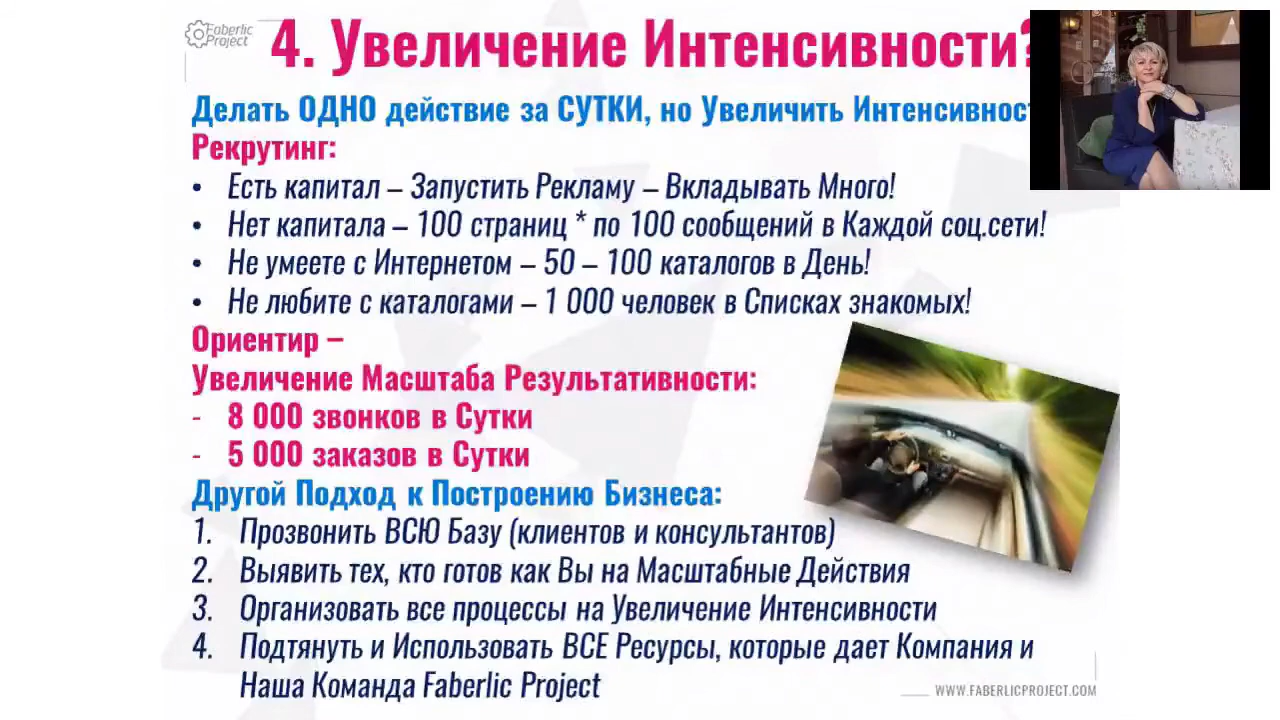 Faberlic
Project
4. Увеличение Интенсивности?
Делать ОДНО действие за СУТКИ, но Увеличить Интенсивност
Рекрутинг:
• Есть капитал – Запустить Рекламу – Вкладывать Много!
• Нет капитала – 100 страниц * по 100 сообщений в Каждой соц.сети!
• Не умеете с Интернетом – 50 – 100 каталогов в День!
• Не любите с каталогами – 1 000 человек в Списках знакомых!
Ориентир –
Увеличение Масштаба Результативности:
- 8 000 звонков в Сутки
- 5 000 заказов в Сутки
Другой Подход к Построению Бизнеса:
1. Прозвонить ВСЮ Базу (клиентов и консультантов)
2. Выявить тех, кто готов как Вы на Масштабные Действия
3. Организовать все процессы на Увеличение Интенсивности
4. Подтянуть и Использовать ВСЕ Ресурсы, которые дает Компания и
Наша Команда Faberlic Project
WWW.FABERLICPROJECT.COM